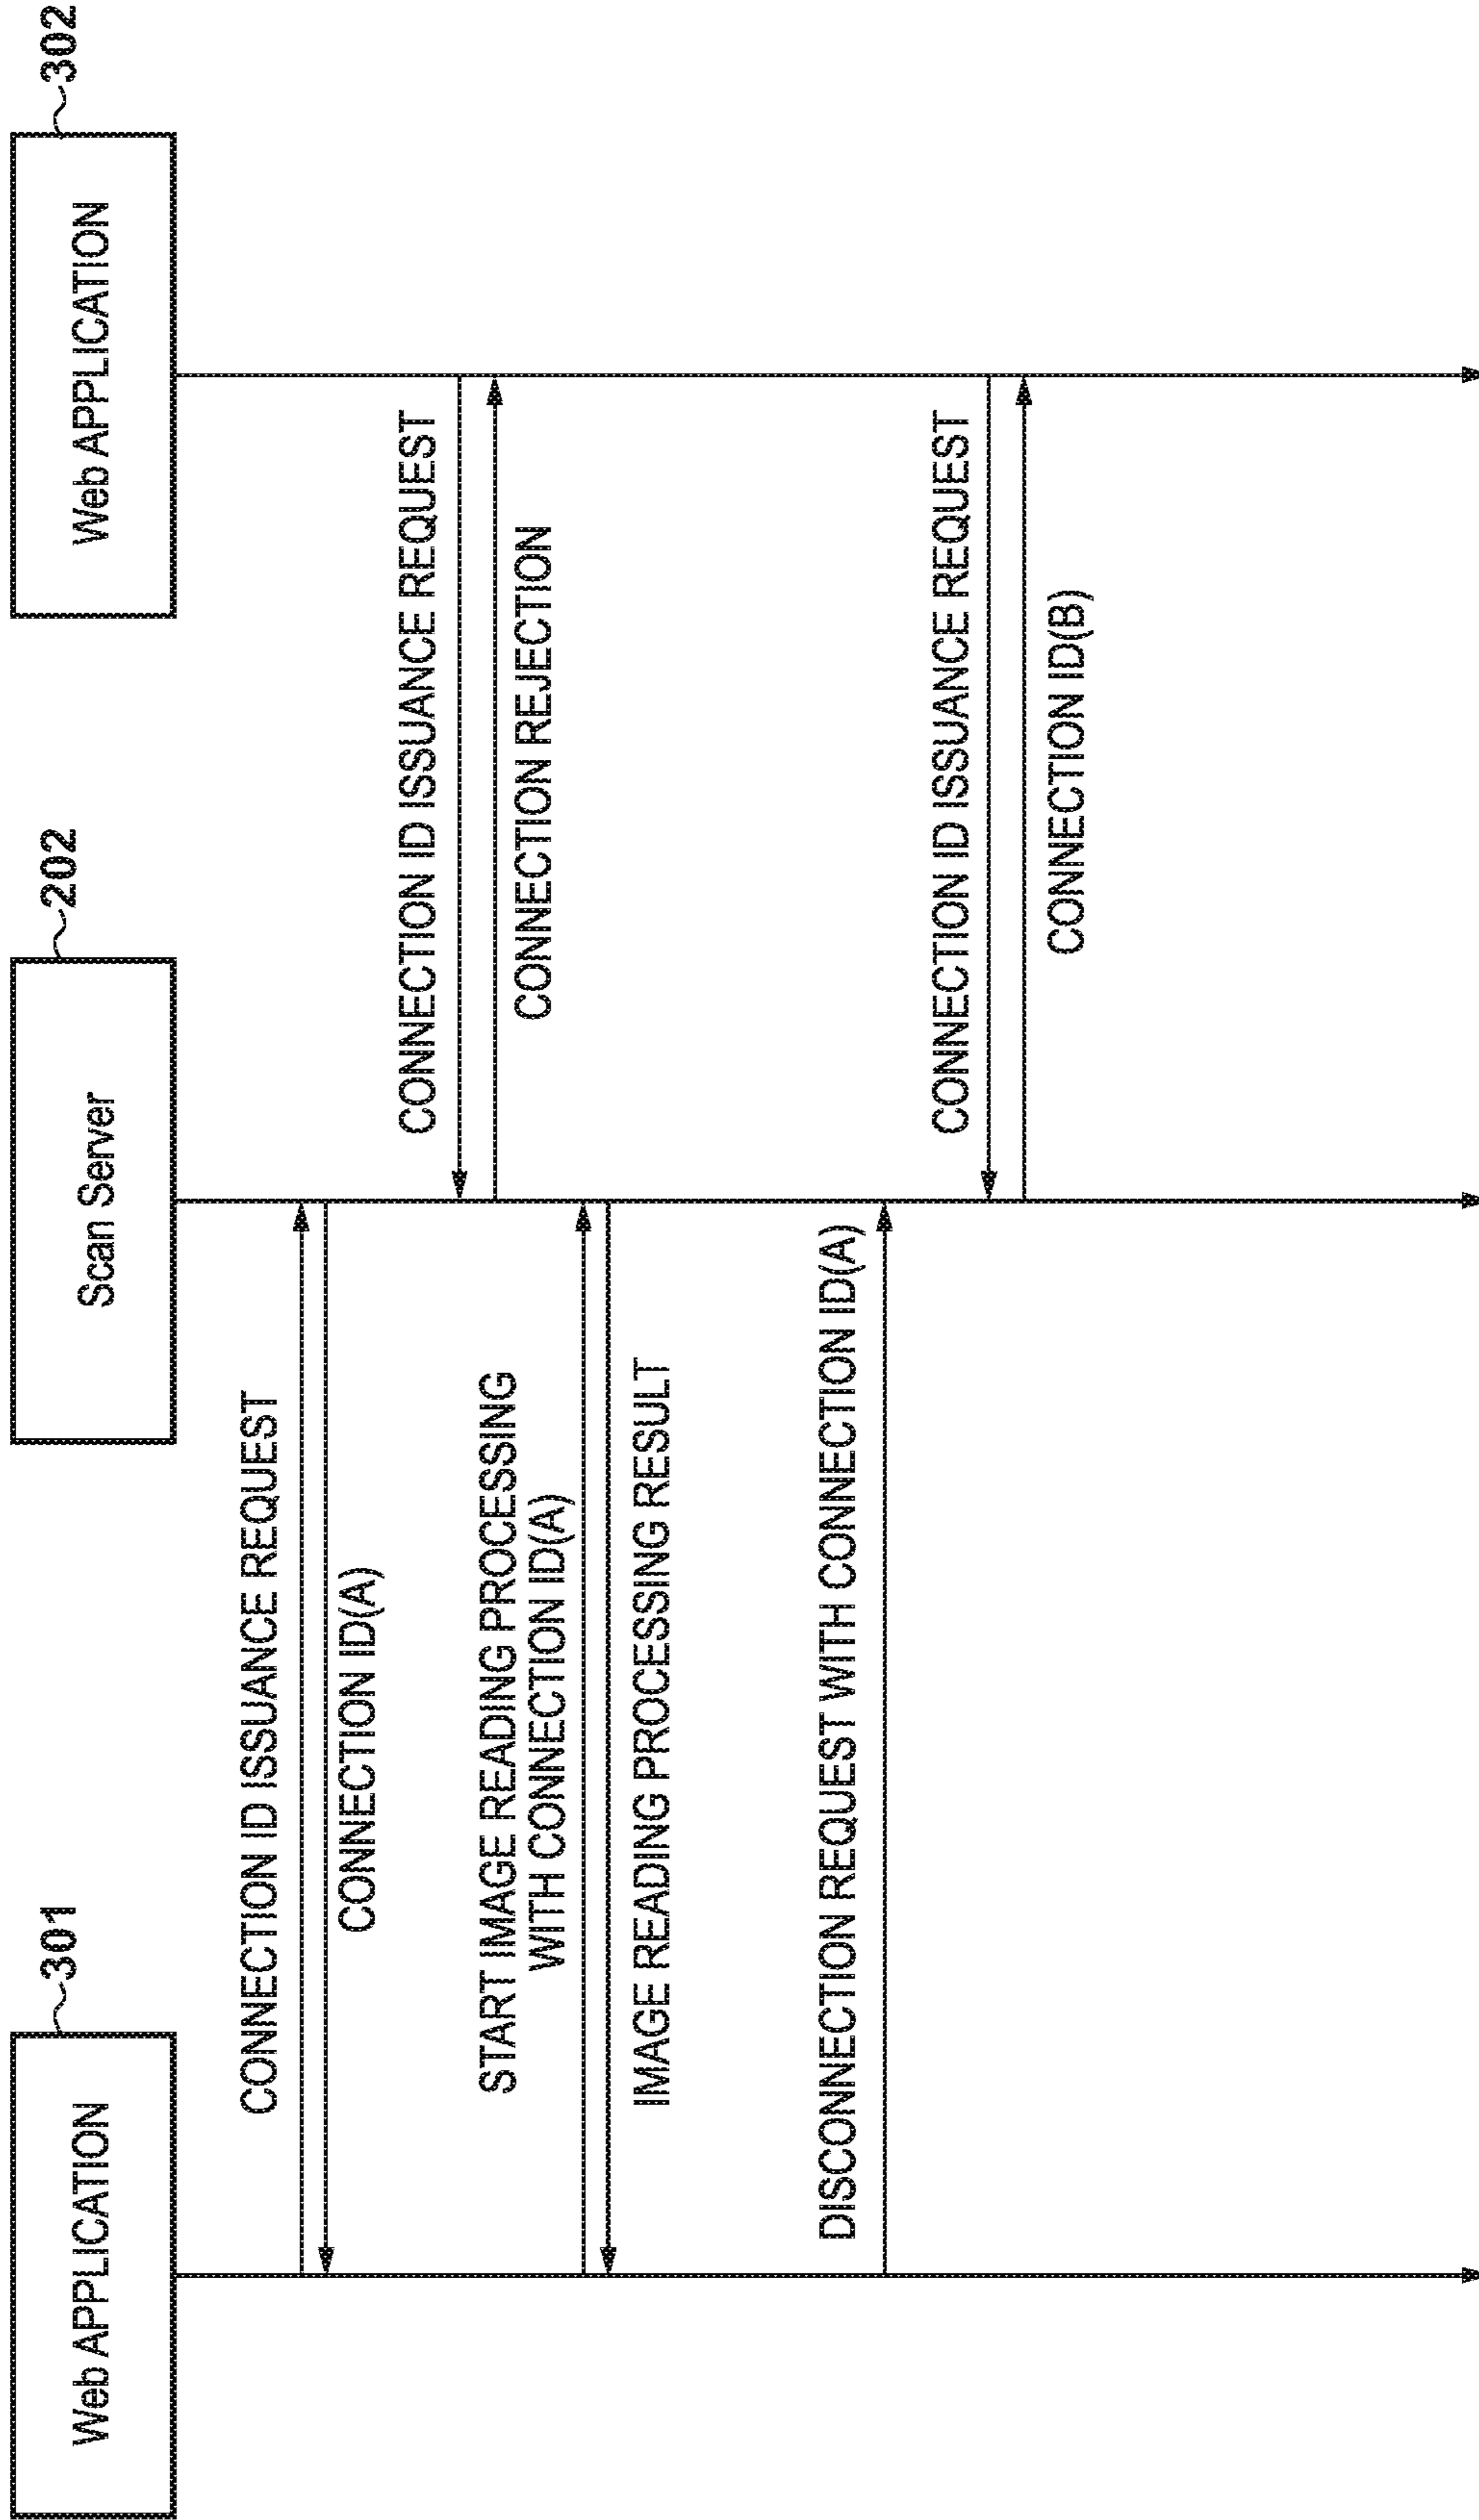 Web APPLICATION
301
Scan Server
202
Web APPLICATION
302
CONNECTION ID ISSUANCE REQUEST
CONNECTION ID(A)
CONNECTION ID ISSUANCE REQUEST
CONNECTION REJECTION
START IMAGE READING PROCESSING
WITH CONNECTION ID(A)
IMAGE READING PROCESSING RESULT
DISCONNECTION REQUEST WITH CONNECTION ID(A)
CONNECTION ID ISSUANCE REQUEST
CONNECTION ID(B)